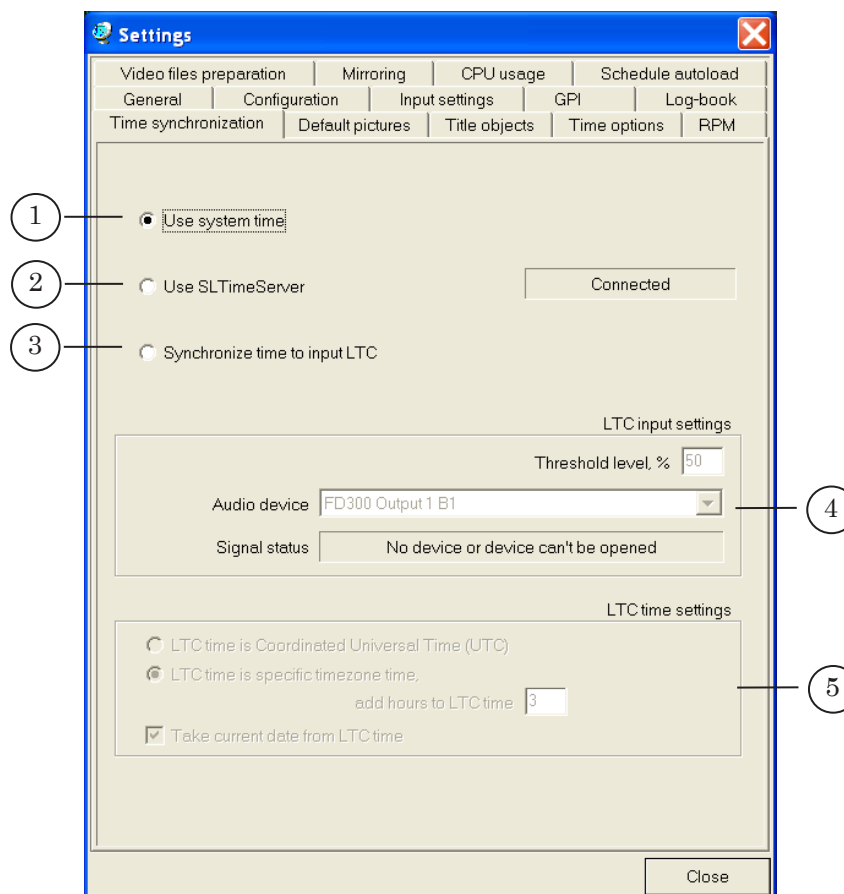 Settings
Video files preparation Mirroring CPU usage Schedule autoload
General Configuration Input settings GPI Log-book
Time synchronization Default pictures Title objects Time options RPM
1 Use system time
2 Use SLTimeServer Connected
3 Synchronize time to input LTC
LTC input settings
Threshold level, % 50
Audio device FD300 Output 1 B1 4
Signal status No device or device can't be opened
LTC time settings
LTC time is Coordinated Universal Time (UTC)
LTC time is specific timezone time, 5
add hours to LTC time 3
Take current date from LTC time
Close